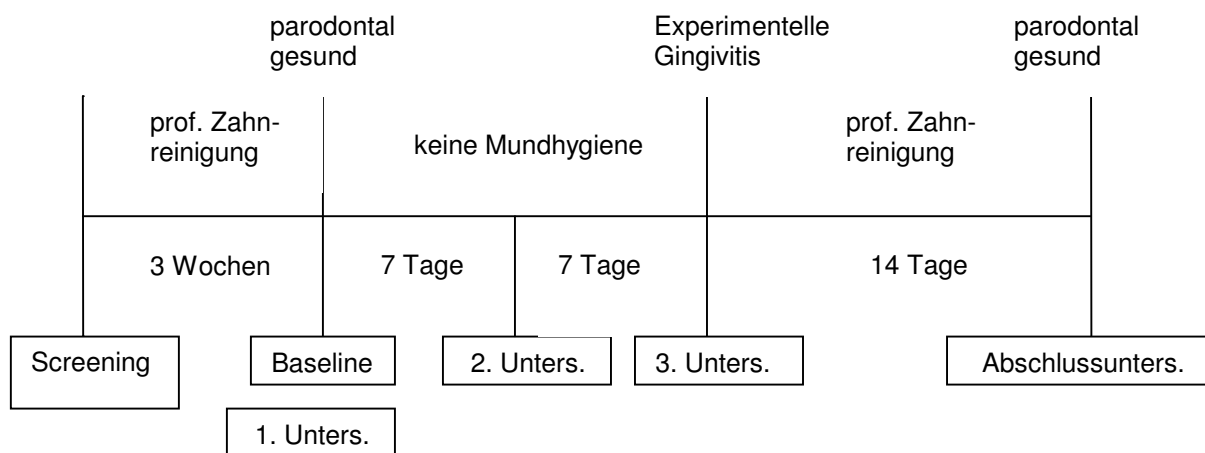 parodontal
gesund
Experimentelle
Gingivitis
parodontal
gesund
prof. Zahn-
reinigung
keine Mundhygiene
prof. Zahn-
reinigung
3 Wochen
7 Tage
7 Tage
14 Tage
Screening
Baseline
2. Unters.
3. Unters.
Abschlussunters.
1. Unters.